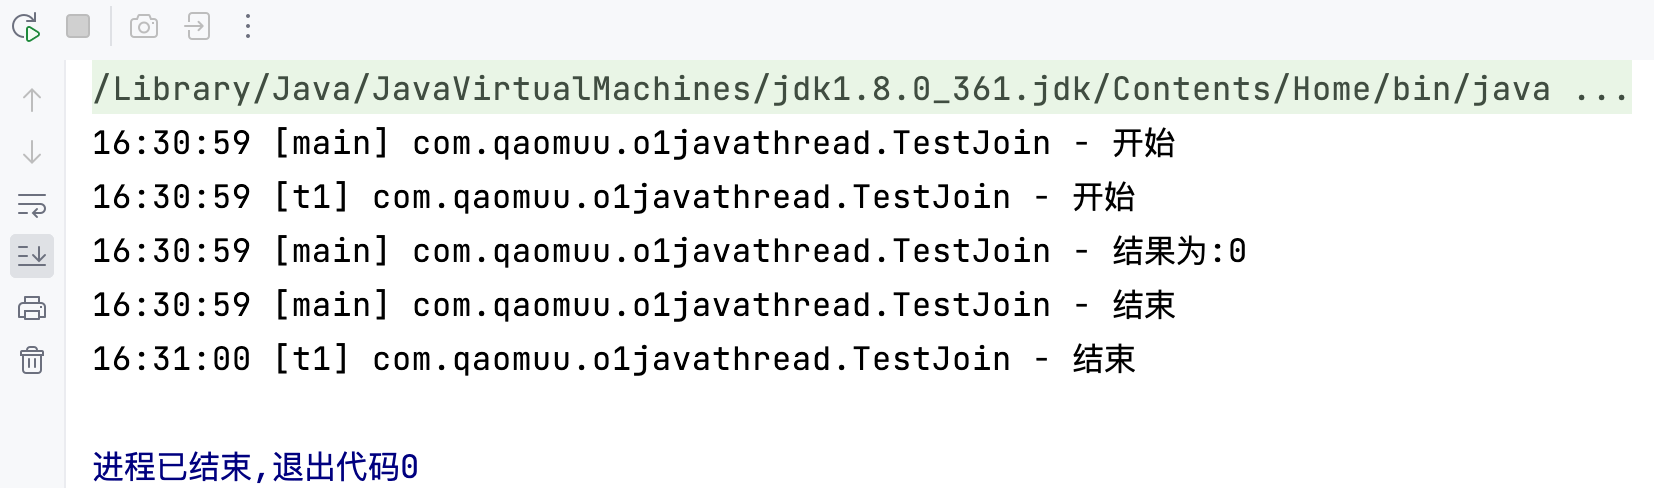 /Library/Java/JavaVirtualMachines/jdk1.8.0_361.jdk/Contents/Home/bin/java ...
16:30:59 [main] com.qaomuu.o1javathread.TestJoin - 开始
16:30:59 [t1] com.qaomuu.o1javathread.TestJoin - 开始
16:30:59 [main] com.qaomuu.o1javathread.TestJoin - 结果为:0
16:30:59 [main] com.qaomuu.o1javathread.TestJoin - 结束
16:31:00 [t1] com.qaomuu.o1javathread.TestJoin - 结束
进程已结束,退出代码0